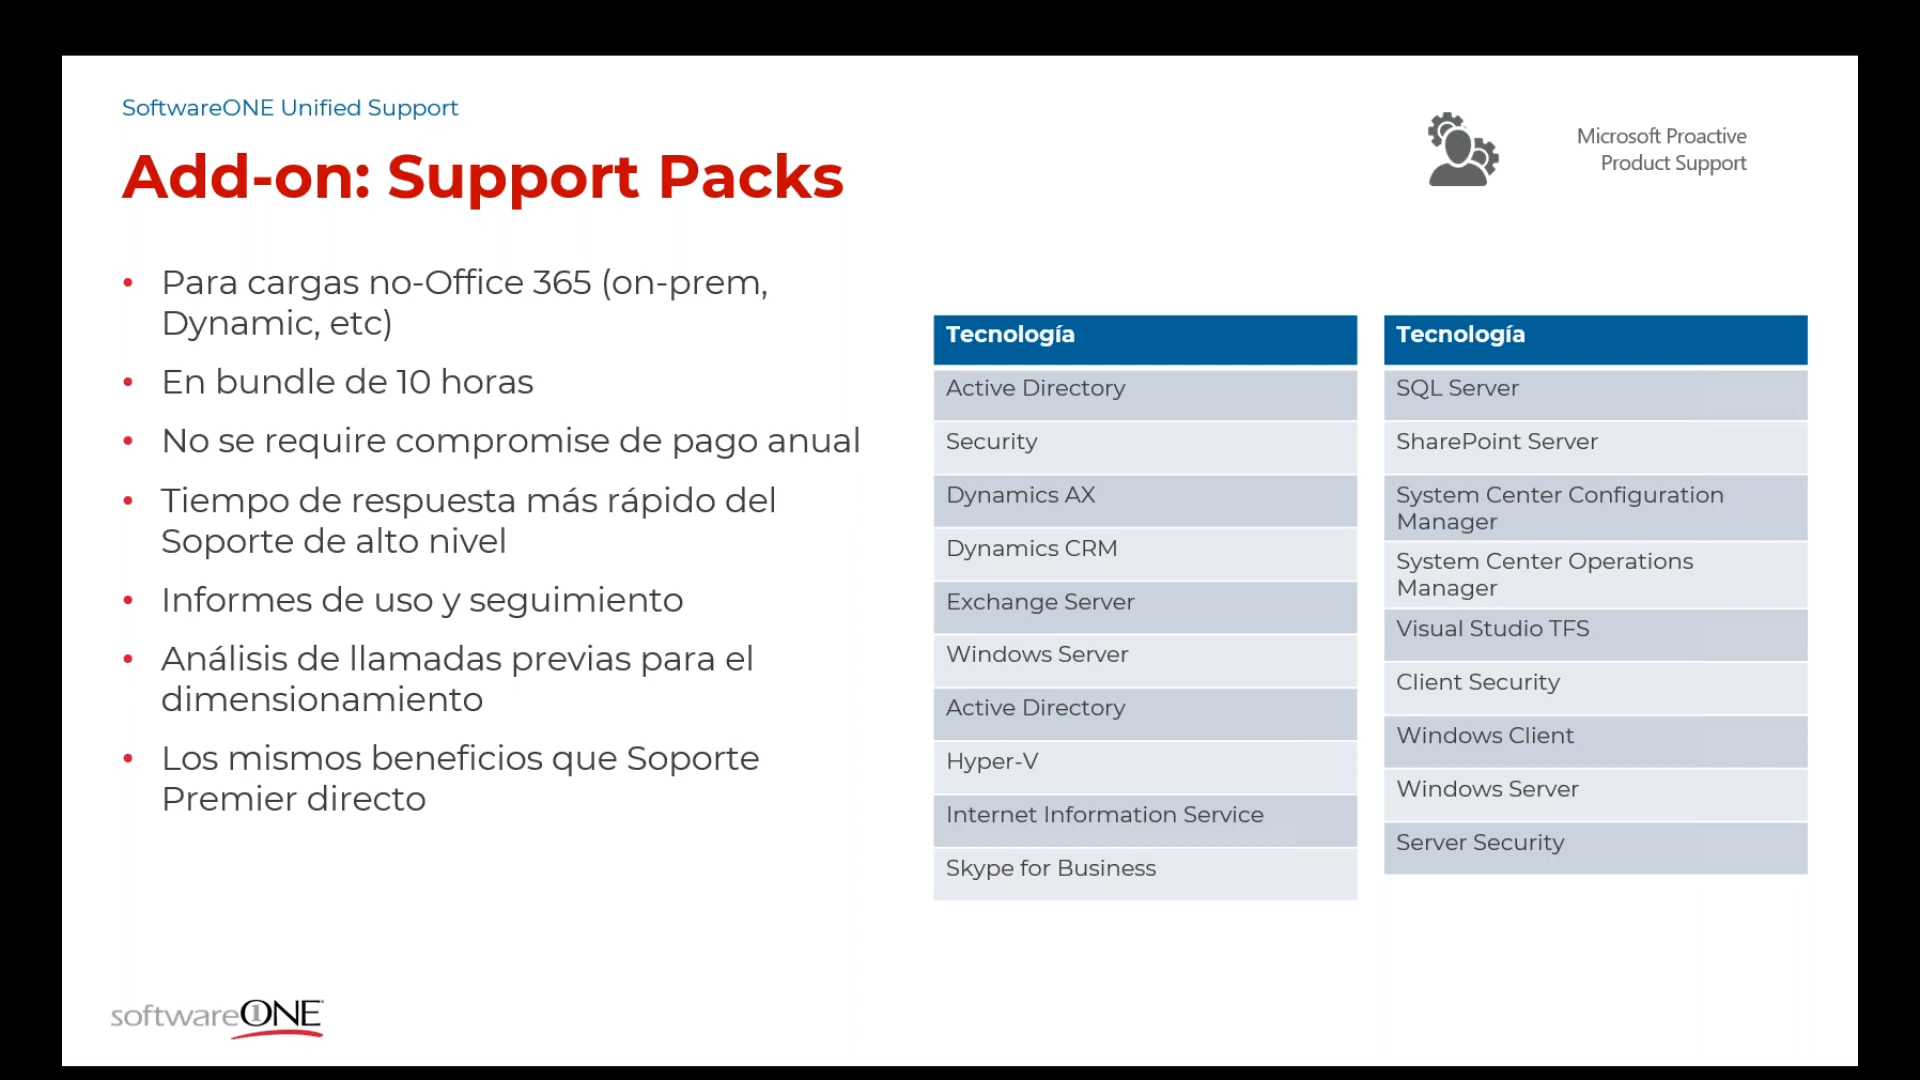 SoftwareONE Unified Support
Add-on: Support Packs
Microsoft Proactive
Product Support
• Para cargas no-Office 365 (on-prem,
Dynamic, etc)
• En bundle de 10 horas
• No se require compromise de pago anual
• Tiempo de respuesta más rápido del
Soporte de alto nivel
• Informes de uso y seguimiento
• Análisis de llamadas previas para el
dimensionamiento
• Los mismos beneficios que Soporte
Premier directo
Tecnología
Active Directory
Security
Dynamics AX
Dynamics CRM
Exchange Server
Windows Server
Active Directory
Hyper-V
Internet Information Service
Skype for Business
Tecnología
SQL Server
SharePoint Server
System Center Configuration
Manager
System Center Operations
Manager
Visual Studio TFS
Client Security
Windows Client
Windows Server
Server Security
softwareONE